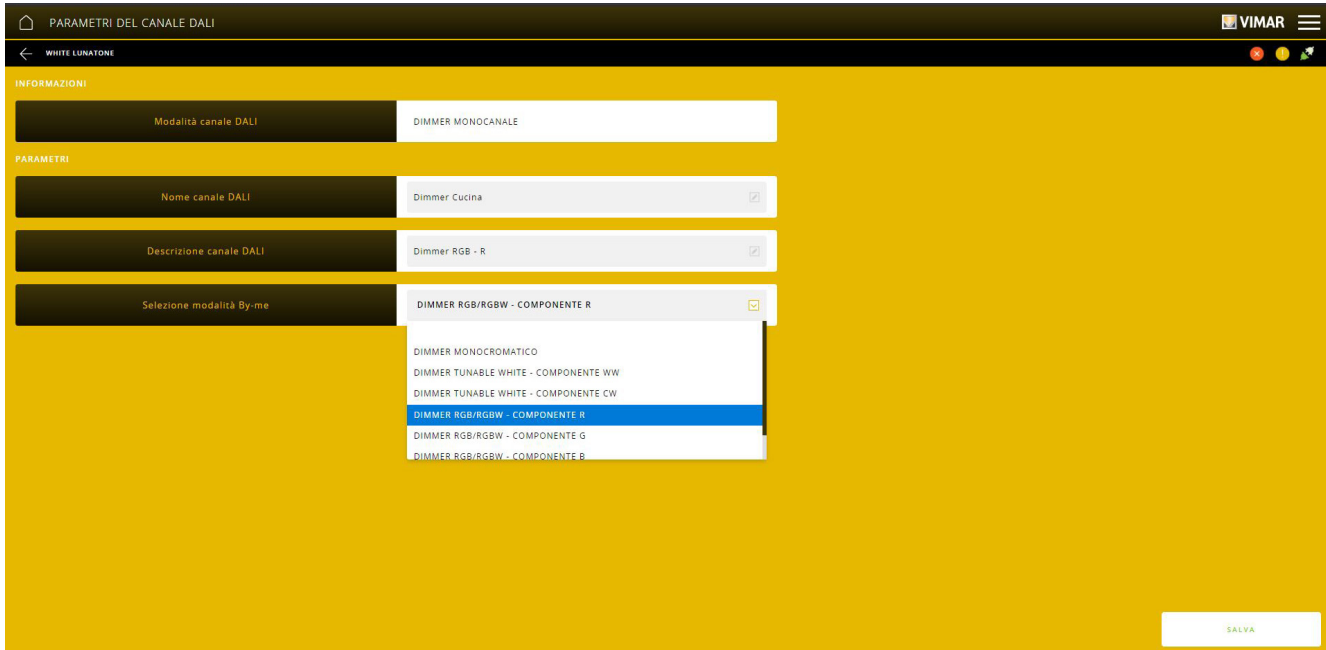 PARAMETRI DEL CANALE DALI
VIMAR
WHITE LUNATONE
INFORMAZIONI
Modalità canale DALI
DIMMER MONOCANALE
PARAMETRI
Nome canale DALI
Dimmer Cucina
Descrizione canale DALI
Dimmer RGB - R
Selezione modalità By-me
DIMMER RGB/RGBW - COMPONENTE R
DIMMER MONOCROMATICO
DIMMER TUNABLE WHITE - COMPONENTE WW
DIMMER TUNABLE WHITE - COMPONENTE CW
DIMMER RGB/RGBW - COMPONENTE R
DIMMER RGB/RGBW - COMPONENTE G
DIMMER RGB/RGBW - COMPONENTE B
SALVA